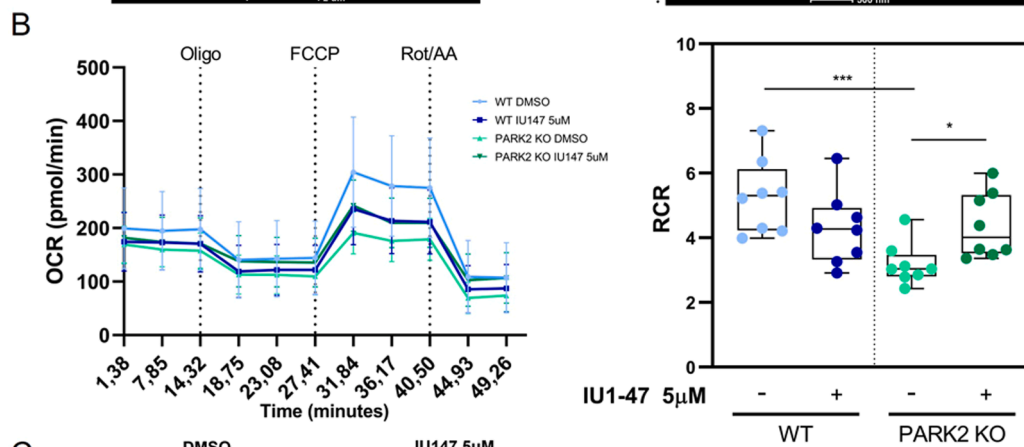 B
Oligo FCCP Rot/AA
500
400
300
200
100
0
OCR (pmol/min)
1,38 7,85 14,32 18,75 23,08 27,41 31,84 36,17 40,50 44,93 49,26
Time (minutes)
WT DMSO
WT IU147 5uM
PARK2 KO DMSO
PARK2 KO IU147 5uM
10
8
6
4
2
0
RCR
***
*
IU1-47 5µM - + - +
WT PARK2 KO
DMSO IU147 5uM